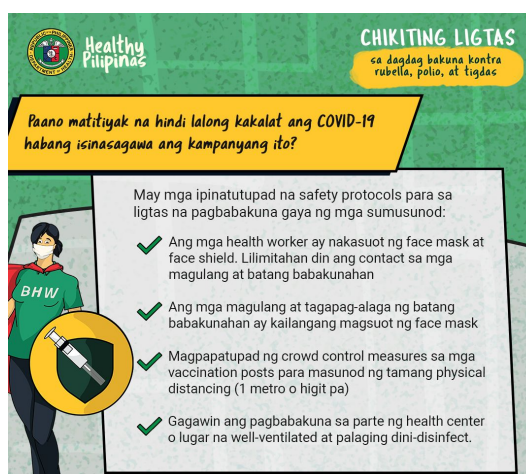 Healthy
Pilipinas
CHIKITING LIGTAS
sa dagdag bakuna kontra
rubella, polio, at tigdas
Paano matitiyak na hindi lalong kakalat ang COVID-19
habang isinasagawa ang kampanyang ito?
May mga ipinatutupad na safety protocols para sa
ligtas na pagbabakuna gaya ng mga sumusunod:
Ang mga health worker ay nakasuot ng face mask at
face shield. Lilimitahan din ang contact sa mga
magulang at batang babakunahan
Ang mga magulang at tagapag-alaga ng batang
babakunahan ay kailangang magsuot ng face mask
Magpapatupad ng crowd control measures sa mga
vaccination posts para masunod ng tamang physical
distancing (1 metro o higit pa)
Gagawin ang pagbabakuna sa parte ng health center
o lugar na well-ventilated at palaging dini-disinfect.
BHW